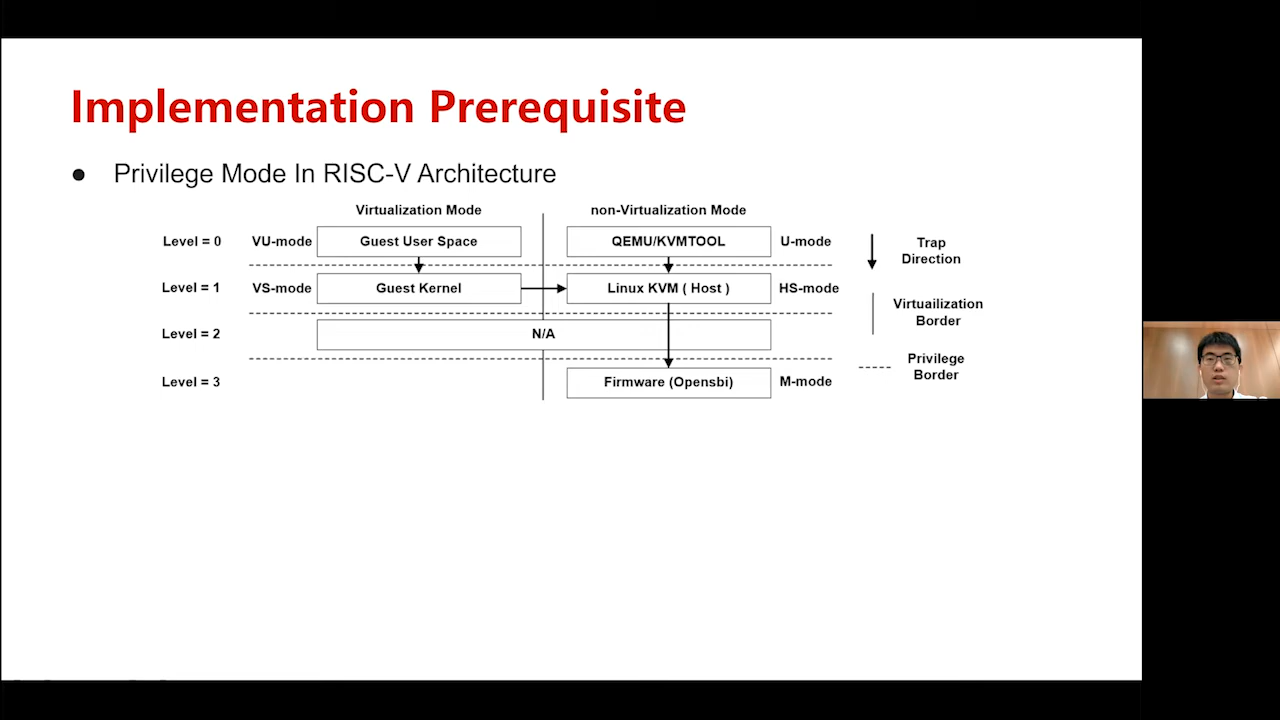 Implementation Prerequisite
● Privilege Mode In RISC-V Architecture
Virtualization Mode non-Virtualization Mode
Level = 0 VU-mode Guest User Space QEMU/KVMTOOL U-mode
Trap
Direction
Level = 1 VS-mode Guest Kernel Linux KVM ( Host ) HS-mode
Virtuailization
Border
Level = 2 N/A
Privilege
Border
Level = 3 Firmware (Opensbi) M-mode